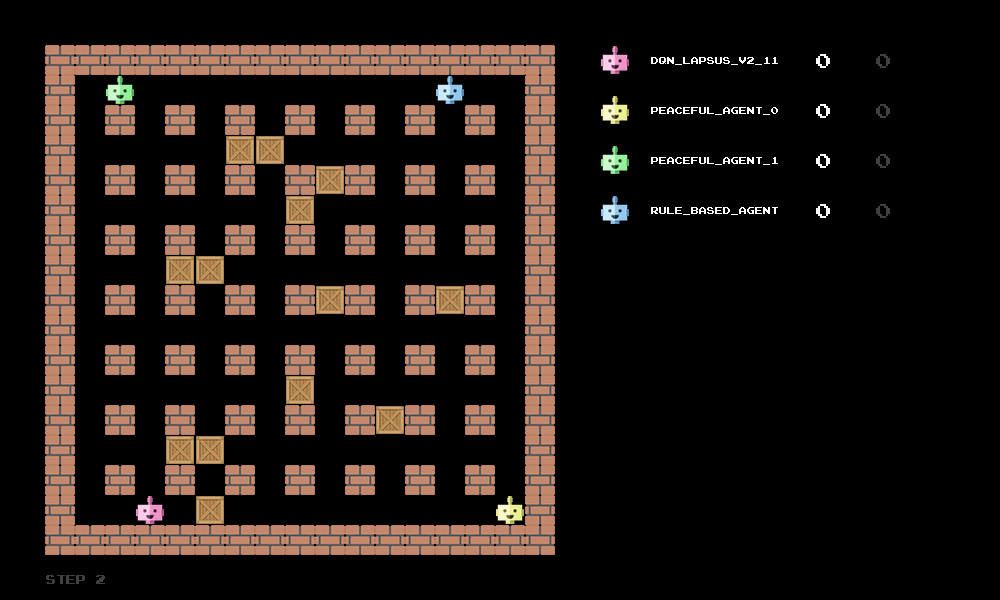 DQN_LAPSUS_V2_11 0 0
PEACEFUL_AGENT_0 0 0
PEACEFUL_AGENT_1 0 0
RULE_BASED_AGENT 0 0
STEP 2